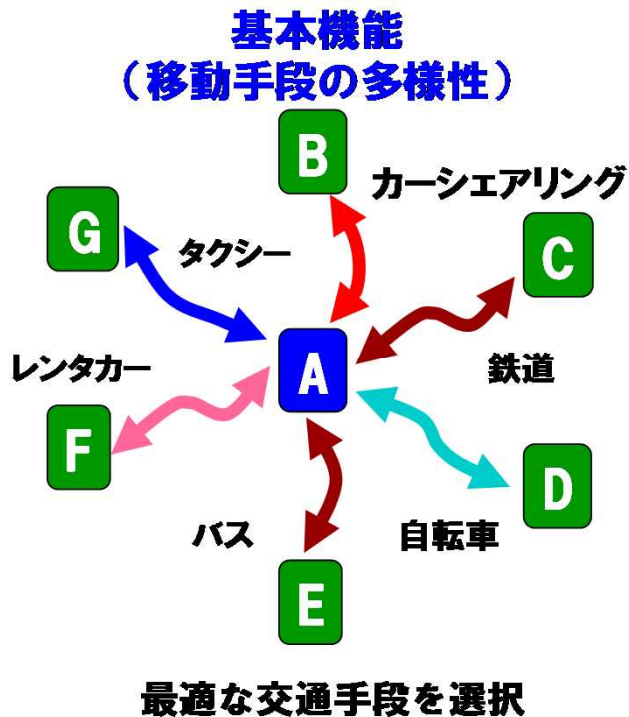 基本機能
（移動手段の多様性）
B
カーシェアリング
G
タクシー
C
A
レンタカー
鉄道
F
D
バス
自転車
E
最適な交通手段を選択